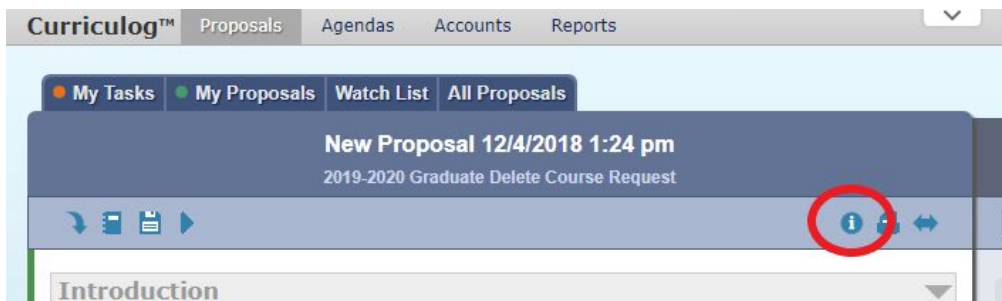 Curriculog™ Proposals Agendas Accounts Reports
My Tasks My Proposals Watch List All Proposals
New Proposal 12/4/2018 1:24 pm
2019-2020 Graduate Delete Course Request
Introduction